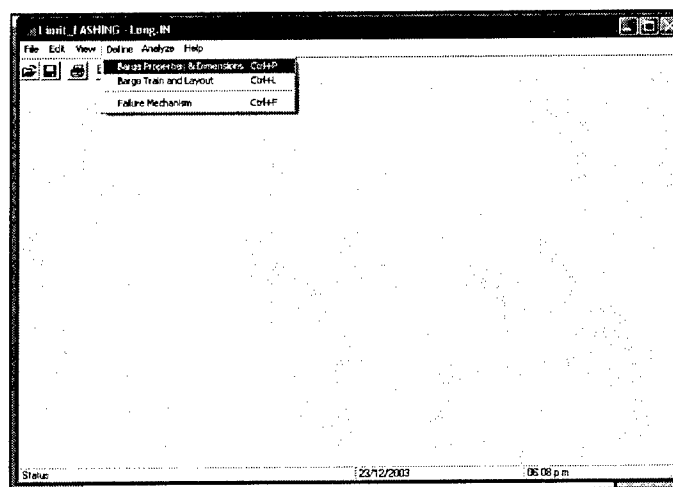 Limit_LASHING - Long.IN
File Edit View Define Analyze Help
Barge Properties & Dimensions Ctrl+P
Barge Train and Layout Ctrl+L
Failure Mechanism Ctrl+F
Status 23/12/2003 06:08 p.m